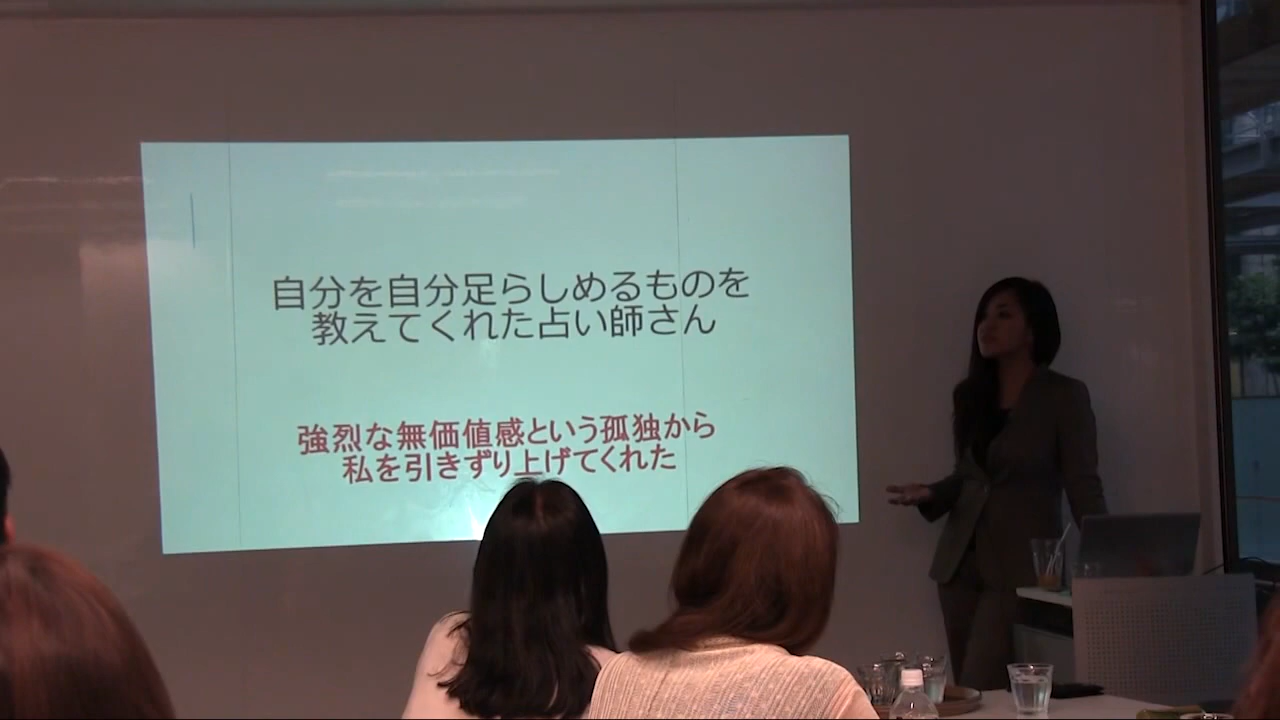 自分を自分足らしめるものを
教えてくれた占い師さん
強烈な無価値感という孤独から
私を引きずり上げてくれた